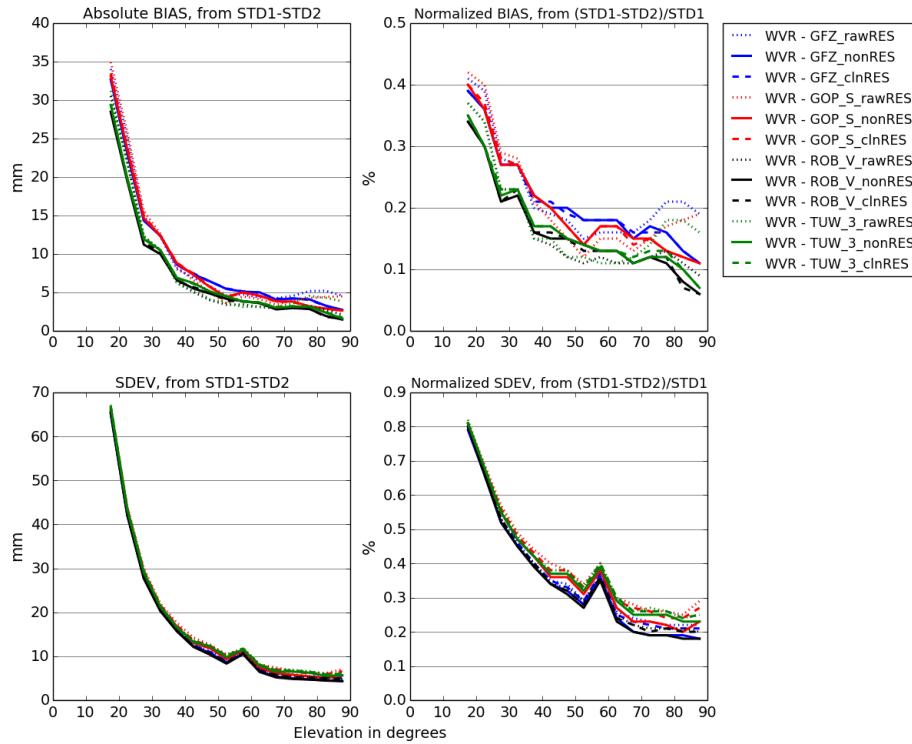 Absolute BIAS, from STD1-STD2
40
35
30
25
20
15
10
5
0
mm
0 10 20 30 40 50 60 70 80 90
Normalized BIAS, from (STD1-STD2)/STD1
0.5
0.4
0.3
0.2
0.1
0.0
%
0 10 20 30 40 50 60 70 80 90
WVR - GFZ_rawRES
WVR - GFZ_nonRES
WVR - GFZ_clnRES
WVR - GOP_S_rawRES
WVR - GOP_S_nonRES
WVR - GOP_S_clnRES
WVR - ROB_V_rawRES
WVR - ROB_V_nonRES
WVR - ROB_V_clnRES
WVR - TUW_3_rawRES
WVR - TUW_3_nonRES
WVR - TUW_3_clnRES
SDEV, from STD1-STD2
70
60
50
40
30
20
10
0
mm
0 10 20 30 40 50 60 70 80 90
Normalized SDEV, from (STD1-STD2)/STD1
0.9
0.8
0.7
0.6
0.5
0.4
0.3
0.2
0.1
0.0
%
0 10 20 30 40 50 60 70 80 90
Elevation in degrees